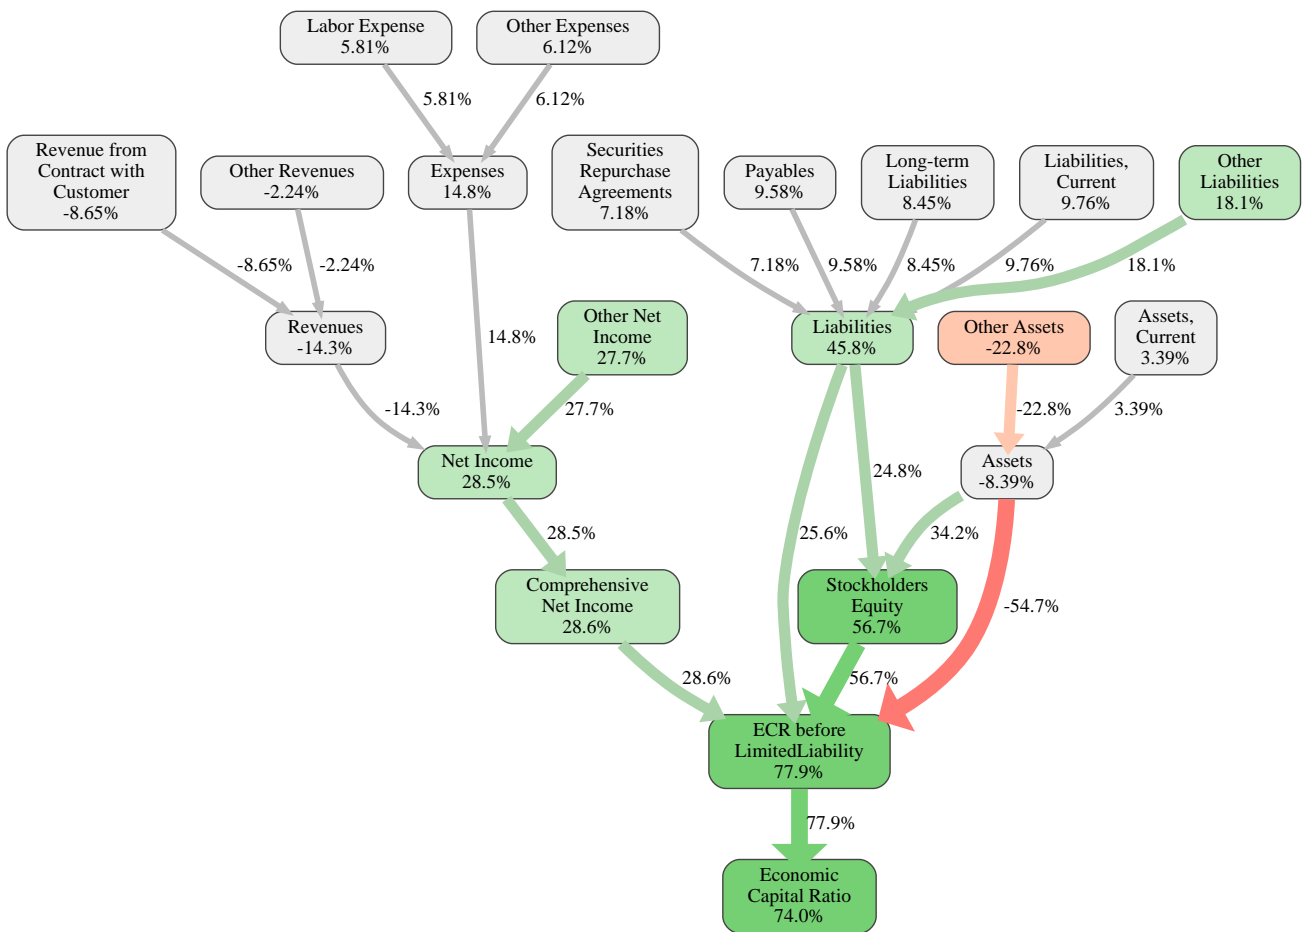 Labor Expense
5.81%
Other Expenses
6.12%
5.81%
6.12%
Revenue from
Contract with
Customer
-8.65%
Other Revenues
-2.24%
Expenses
14.8%
Securities
Repurchase
Agreements
7.18%
Payables
9.58%
Long-term
Liabilities
8.45%
Liabilities,
Current
9.76%
Other
Liabilities
18.1%
-8.65%
-2.24%
7.18%
9.58%
8.45%
9.76%
18.1%
Revenues
-14.3%
14.8%
Other Net
Income
27.7%
Liabilities
45.8%
Other Assets
-22.8%
Assets,
Current
3.39%
-14.3%
27.7%
-22.8%
3.39%
Net Income
28.5%
24.8%
Assets
-8.39%
28.5%
25.6%
34.2%
Comprehensive
Net Income
28.6%
Stockholders
Equity
56.7%
-54.7%
28.6%
56.7%
ECR before
LimitedLiability
77.9%
77.9%
Economic
Capital Ratio
74.0%